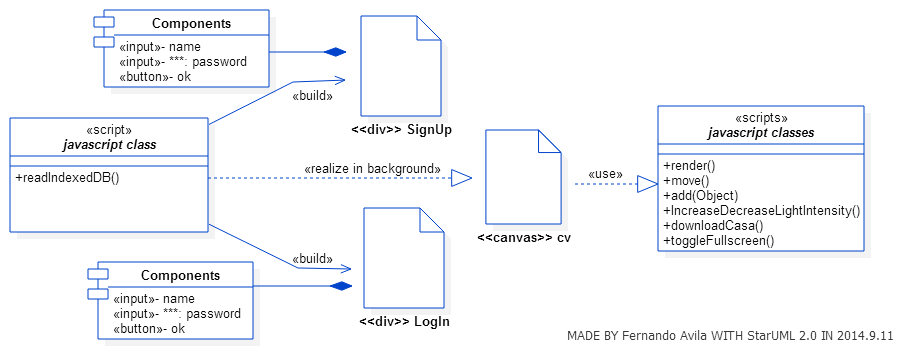 Components
«input»- name
«input»- ***: password
«button»- ok
«build»
<<div>> SignUp
«script»
javascript class
+readIndexedDB()
«realize in background»
<<canvas>> cv
«use»
«scripts»
javascript classes
+render()
+move()
+add(Object)
+IncreaseDecreaseLightIntensity()
+downloadCasa()
+toggleFullscreen()
«build»
Components
«input»- name
«input»- ***: password
«button»- ok
<<div>> LogIn
MADE BY Fernando Avila WITH StarUML 2.0 IN 2014.9.11